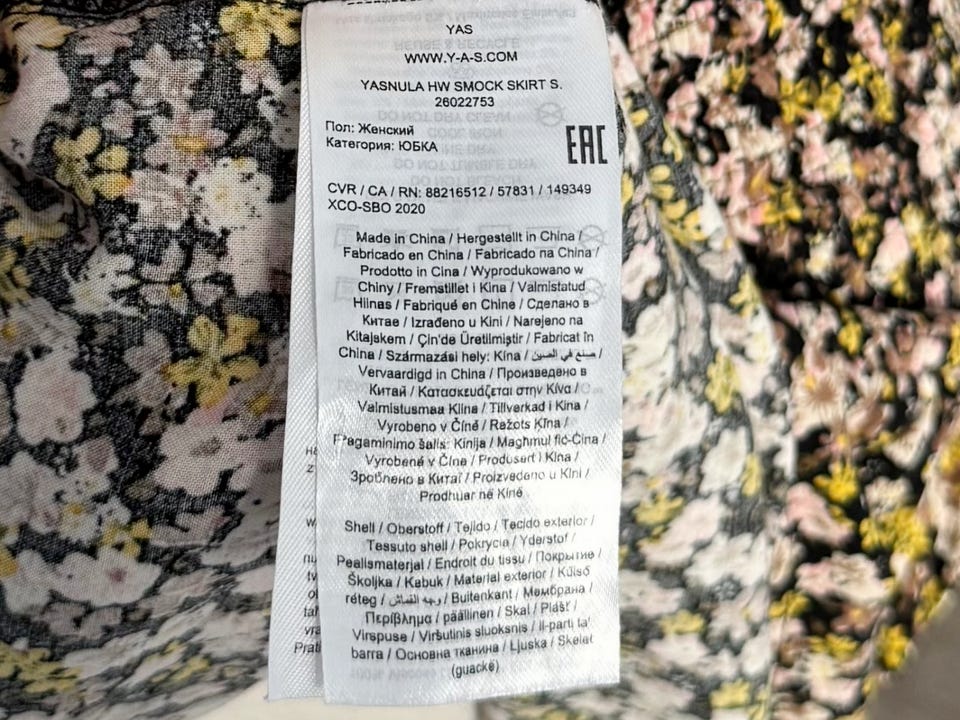 YAS
WWW.Y-A-S.COM
YASNULA HW SMOCK SKIRT S.
26022753
Пол: Женский
Категория: ЮБКА
EAC
CVR / CA / RN: 88216512 / 57831 / 149349
XCO-SBO 2020
Made in China / Hergestellt in China /
Fabricado en China / Fabricado na China /
Prodotto in Cina / Wyprodukowano w
Chiny / Fremstillet i Kina / Valmistatud
Hiinas / Fabriqué en Chine / Сделано в
Китае / Izrađeno u Kini / Narejeno na
Kitajskem / Çin'de Üretilmiştir / Fabricat în
China / Származási hely: Kína / صنع في الصين /
Vervaardigd in China / Произведено в
Китай / Κατασκευάζεται στην Κίνα /
Valmistusmaa Kiina / Tillverkad i Kina /
Vyrobeno v Číně / Ražots Ķīna /
Pagaminimo šalis: Kinija / Magħmul fiċ-Ċina /
Vyrobené v Číne / Produsert i Kina /
Зроблено в Китаї / Proizvedeno u Kini /
Prodhuar në Kinë
Shell / Oberstoff / Tejido / Tecido exterior /
Tessuto shell / Pokrycia / Yderstof /
Pealismaterjal / Endroit du tissu / Покрытие /
Školjka / Kabuk / Material exterior / Külső
réteg / وجه القماش / Buitenkant / Мембрана /
Περίβλημα / päällinen / Skal / Plášť /
Virspuse / Viršutinis sluoksnis / Il-parti ta'
barra / Основна тканина / Ljuska / Skelet
(guackë)